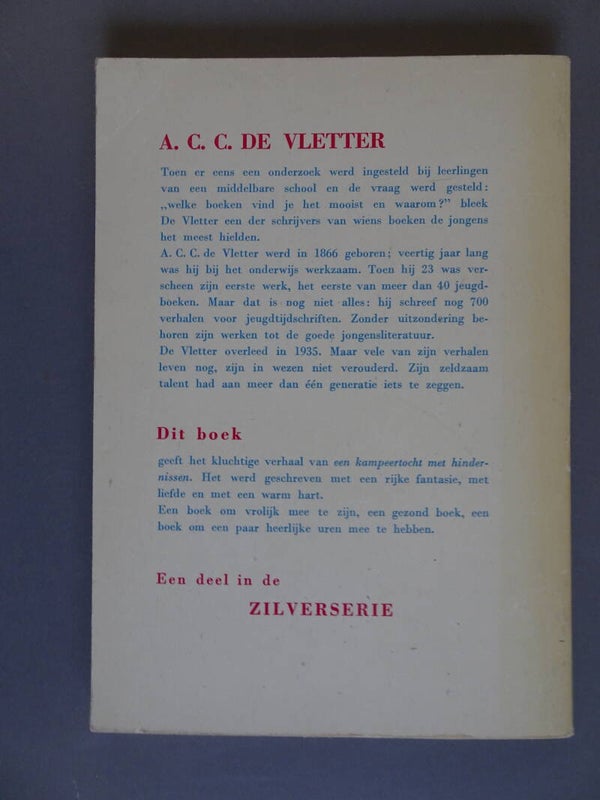 A. C. C. DE VLETTER
Toen er eens een onderzoek werd ingesteld bij leerlingen
van een middelbare school en de vraag werd gesteld:
„welke boeken vind je het mooist en waarom?” bleek
De Vletter een der schrijvers van wiens boeken de jongens
het meest hielden.
A. C. C. de Vletter werd in 1866 geboren; veertig jaar lang
was hij bij het onderwijs werkzaam. Toen hij 23 was ver-
scheen zijn eerste werk, het eerste van meer dan 40 jeugd-
boeken. Maar dat is nog niet alles: hij schreef nog 700
verhalen voor jeugdtijdschriften. Zonder uitzondering be-
horen zijn werken tot de goede jongensliteratuur.
De Vletter overleed in 1935. Maar vele van zijn verhalen
leven nog, zijn in wezen niet verouderd. Zijn zeldzaam
talent had aan meer dan één generatie iets te zeggen.
Dit boek
geeft het kluchtige verhaal van een kampeertocht met hinder-
nissen. Het werd geschreven met een rijke fantasie, met
liefde en met een warm hart.
Een boek om vrolijk mee te zijn, een gezond boek, een
boek om een paar heerlijke uren mee te hebben.
Een deel in de
ZILVERSERIE